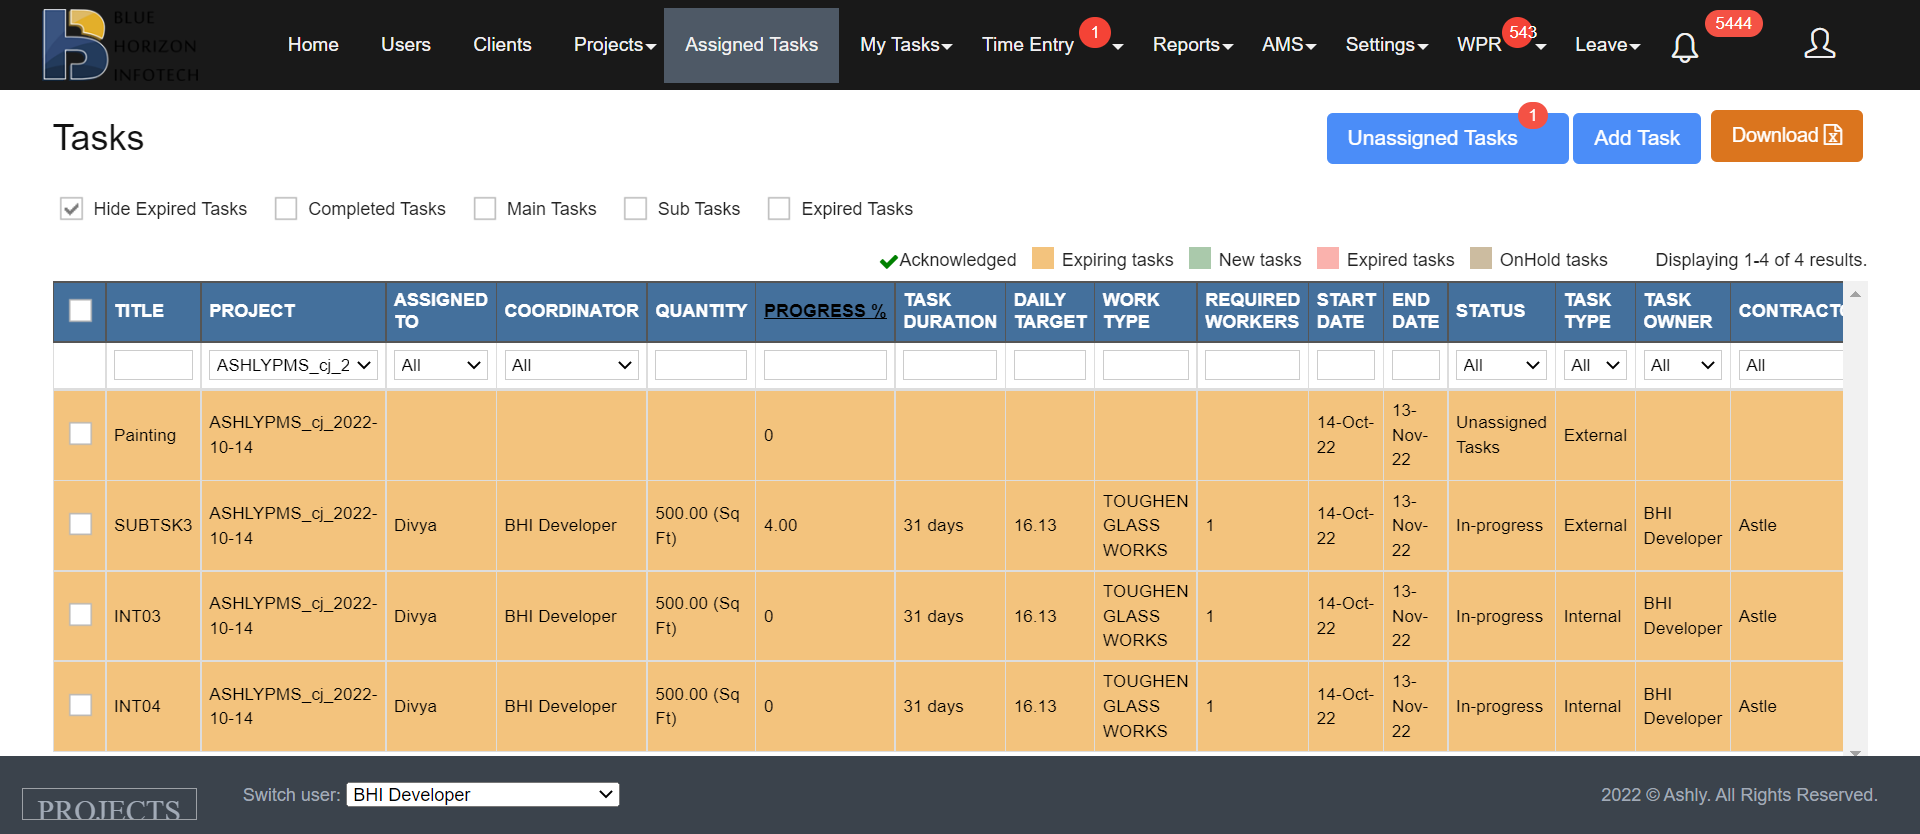 BLUE
HORIZON
INFOTECH
Home Users Clients Projects Assigned Tasks My Tasks Time Entry 1 Reports AMS Settings WPR 543 Leave 5444
Tasks
Unassigned Tasks 1 Add Task Download
Hide Expired Tasks Completed Tasks Main Tasks Sub Tasks Expired Tasks
Acknowledged Expiring tasks New tasks Expired tasks OnHold tasks Displaying 1-4 of 4 results.
TITLE PROJECT ASSIGNED TO COORDINATOR QUANTITY PROGRESS % TASK DURATION DAILY TARGET WORK TYPE REQUIRED WORKERS START DATE END DATE STATUS TASK TYPE TASK OWNER CONTRACTO
ASHLYPMS_cj_2 All All All All All All
Painting ASHLYPMS_cj_2022-10-14 0 14-Oct-22 13-Nov-22 Unassigned Tasks External
SUBTSK3 ASHLYPMS_cj_2022-10-14 Divya BHI Developer 500.00 (Sq Ft) 4.00 31 days 16.13 TOUGHEN GLASS WORKS 1 14-Oct-22 13-Nov-22 In-progress External BHI Developer Astle
INT03 ASHLYPMS_cj_2022-10-14 Divya BHI Developer 500.00 (Sq Ft) 0 31 days 16.13 TOUGHEN GLASS WORKS 1 14-Oct-22 13-Nov-22 In-progress Internal BHI Developer Astle
INT04 ASHLYPMS_cj_2022-10-14 Divya BHI Developer 500.00 (Sq Ft) 0 31 days 16.13 TOUGHEN GLASS WORKS 1 14-Oct-22 13-Nov-22 In-progress Internal BHI Developer Astle
PROJECTS Switch user: BHI Developer 2022 © Ashly. All Rights Reserved.